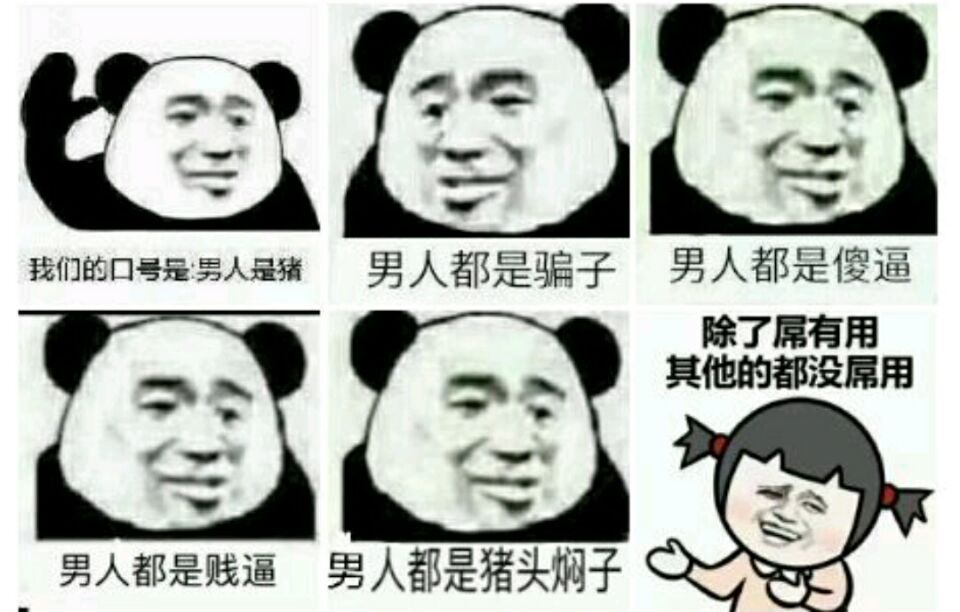 我们的口号是:男人是猪
男人都是骗子
男人都是傻逼
男人都是贱逼
男人都是猪头焖子
除了屌有用
其他的都没屌用